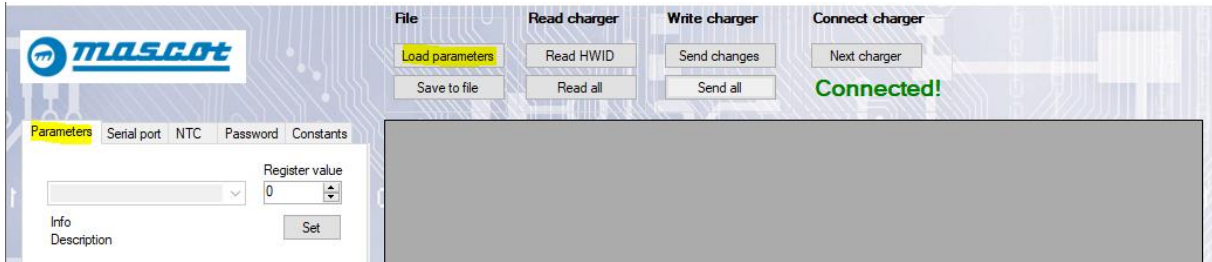 mascot
File Read charger Write charger Connect charger
Load parameters Read HWID Send changes Next charger
Save to file Read all Send all Connected!
Parameters Serial port NTC Password Constants
Register value
0
Info Set
Description